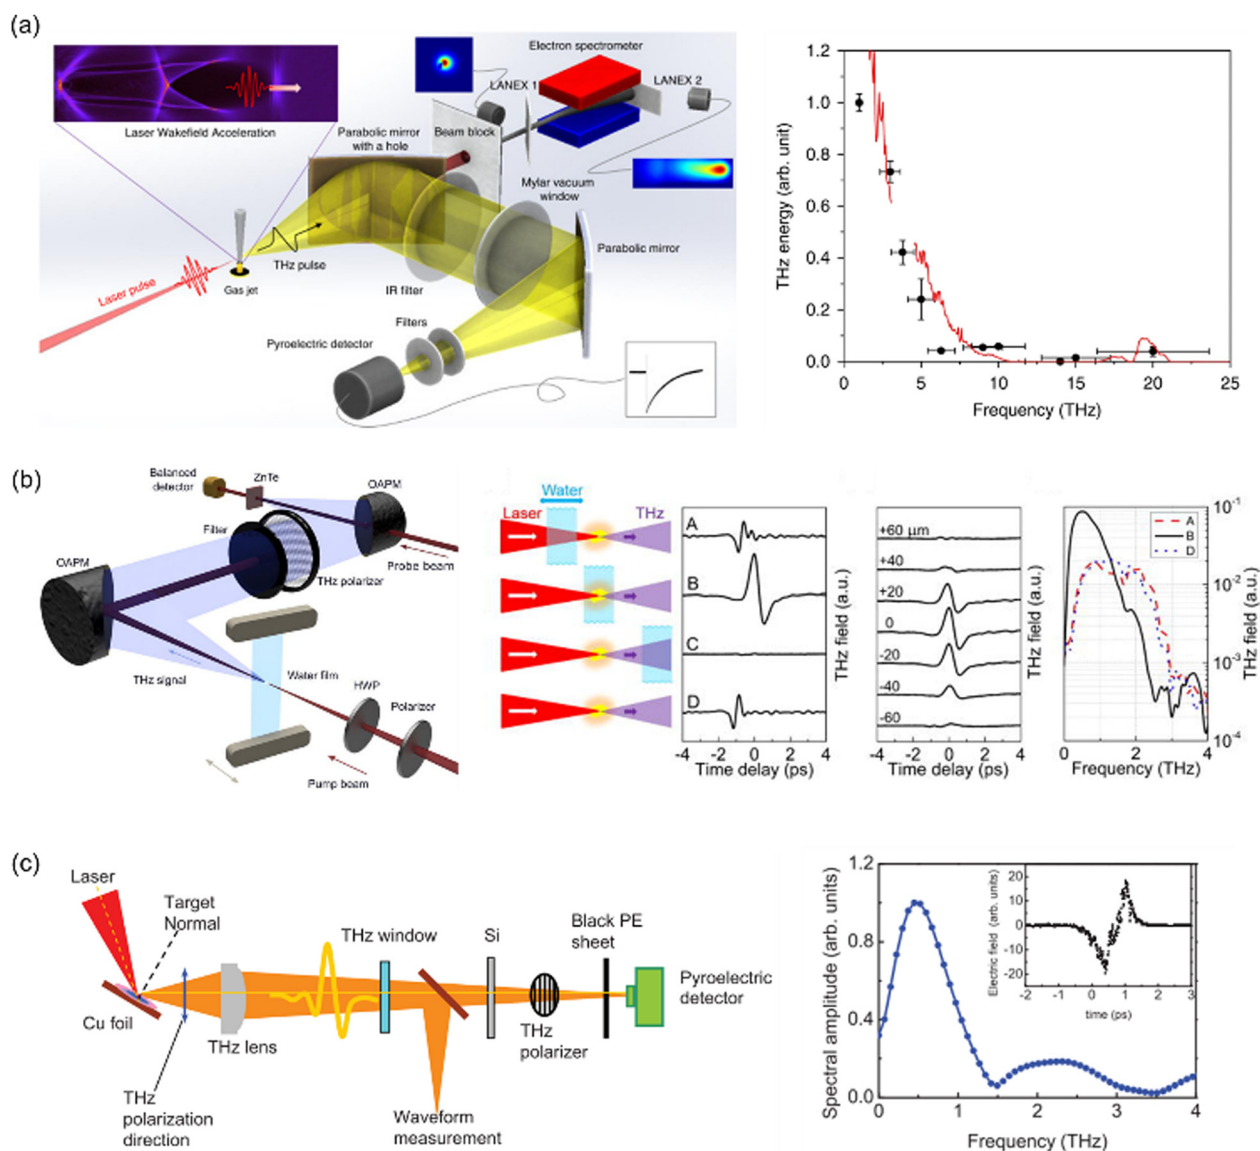 (a)
Electron spectrometer
LANEX 1
LANEX 2
Laser Wakefield Acceleration
Parabolic mirror
with a hole
Beam block
Mylar vacuum
window
Parabolic mirror
THz pulse
Laser pulse
Gas jet
IR filter
Filters
Pyroelectric detector
THz energy (arb. unit)
1.2
1.0
0.8
0.6
0.4
0.2
0.0
0 5 10 15 20 25
Frequency (THz)
(b)
Balanced
detector
ZnTe
OAPM
Filter
OAPM
THz polarizer
Probe beam
THz signal
Water film
HWP
Polarizer
Pump beam
Water
Laser
THz
A
B
C
D
-4 -2 0 2 4
Time delay (ps)
THz field (a.u.)
+60 μm
+40
+20
0
-20
-40
-60
-4 -2 0 2 4
Time delay (ps)
THz field (a.u.)
A
B
D
10⁻¹
10⁻²
10⁻³
10⁻⁴
0 2 4
Frequency (THz)
THz field (a.u.)
(c)
Laser
Target
Normal
THz window
Si
Black PE
sheet
Pyroelectric
detector
Cu foil
THz lens
THz
polarizer
THz
polarization
direction
Waveform
measurement
Spectral amplitude (arb. units)
1.2
0.8
0.4
0.0
0 1 2 3 4
Frequency (THz)
Electric field (arb. units)
20
10
0
-10
-20
-2 -1 0 1 2 3
time (ps)